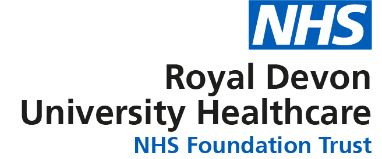 NHS
Royal Devon
University Healthcare
NHS Foundation Trust